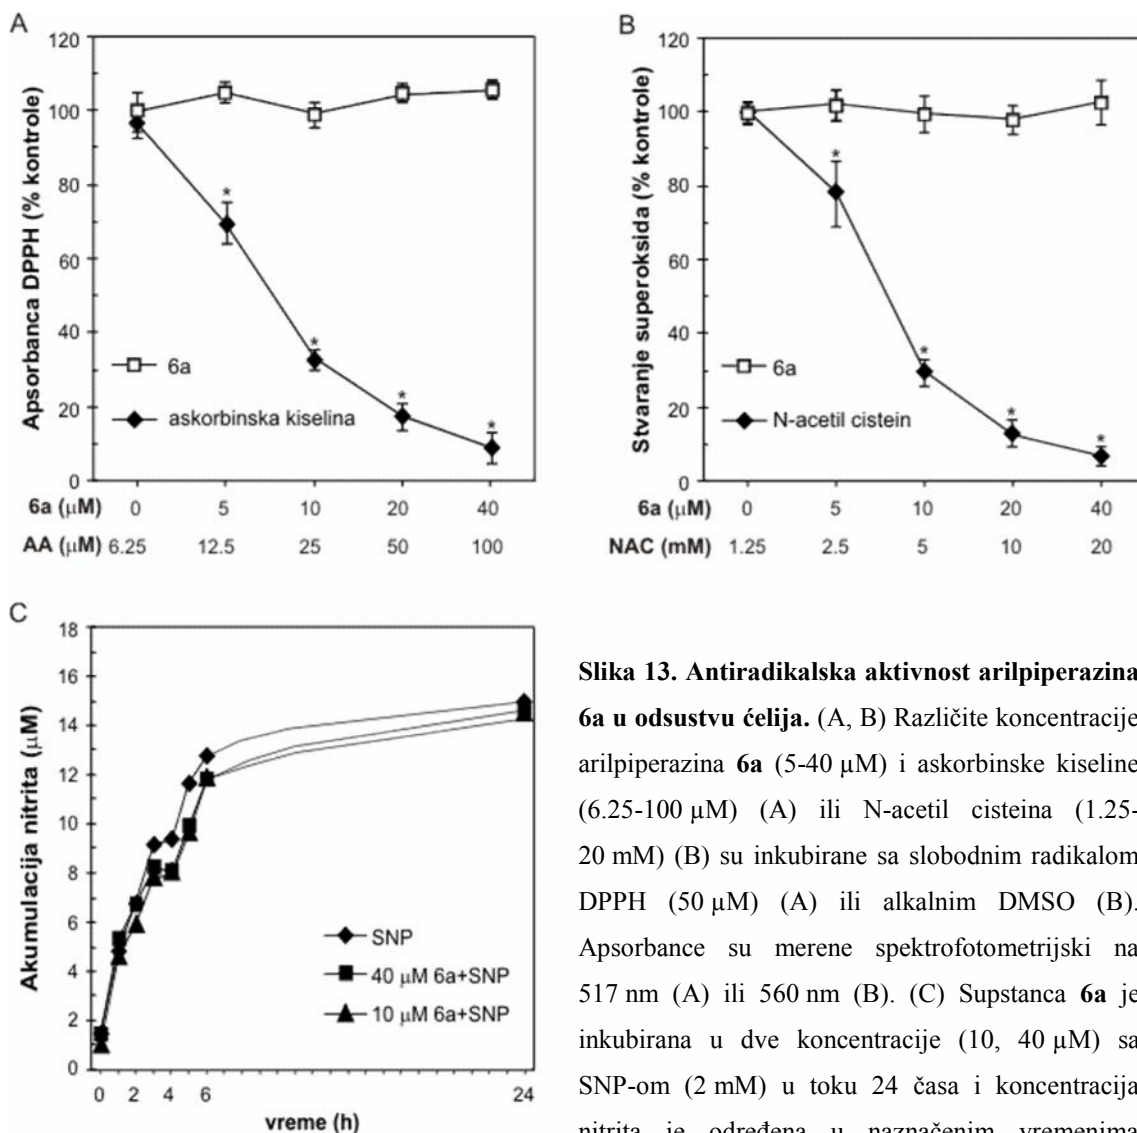 A
120
100
80
60
40
20
0
Apsorbanca DPPH (% kontrole)
6a
askorbinska kiselina
* * * *
6a (µM) 0 5 10 20 40
AA (µM) 6.25 12.5 25 50 100
B
120
100
80
60
40
20
0
Stvaranje superoksida (% kontrole)
6a
N-acetil cistein
* * * *
6a (µM) 0 5 10 20 40
NAC (mM) 1.25 2.5 5 10 20
C
18
16
14
12
10
8
6
4
2
0
Akumulacija nitrita (µM)
SNP
40 µM 6a+SNP
10 µM 6a+SNP
0 2 4 6 24
vreme (h)
Slika 13. Antiradikalska aktivnost arilpiperazina
6a u odsustvu ćelija. (A, B) Različite koncentracije
arilpiperazina 6a (5-40 µM) i askorbinske kiseline
(6.25-100 µM) (A) ili N-acetil cisteina (1.25-
20 mM) (B) su inkubirane sa slobodnim radikalom
DPPH (50 µM) (A) ili alkalnim DMSO (B).
Apsorbance su merene spektrofotometrijski na
517 nm (A) ili 560 nm (B). (C) Supstanca 6a je
inkubirana u dve koncentracije (10, 40 µM) sa
SNP-om (2 mM) u toku 24 časa i koncentracija
nitrita je određena u naznačenim vremenima